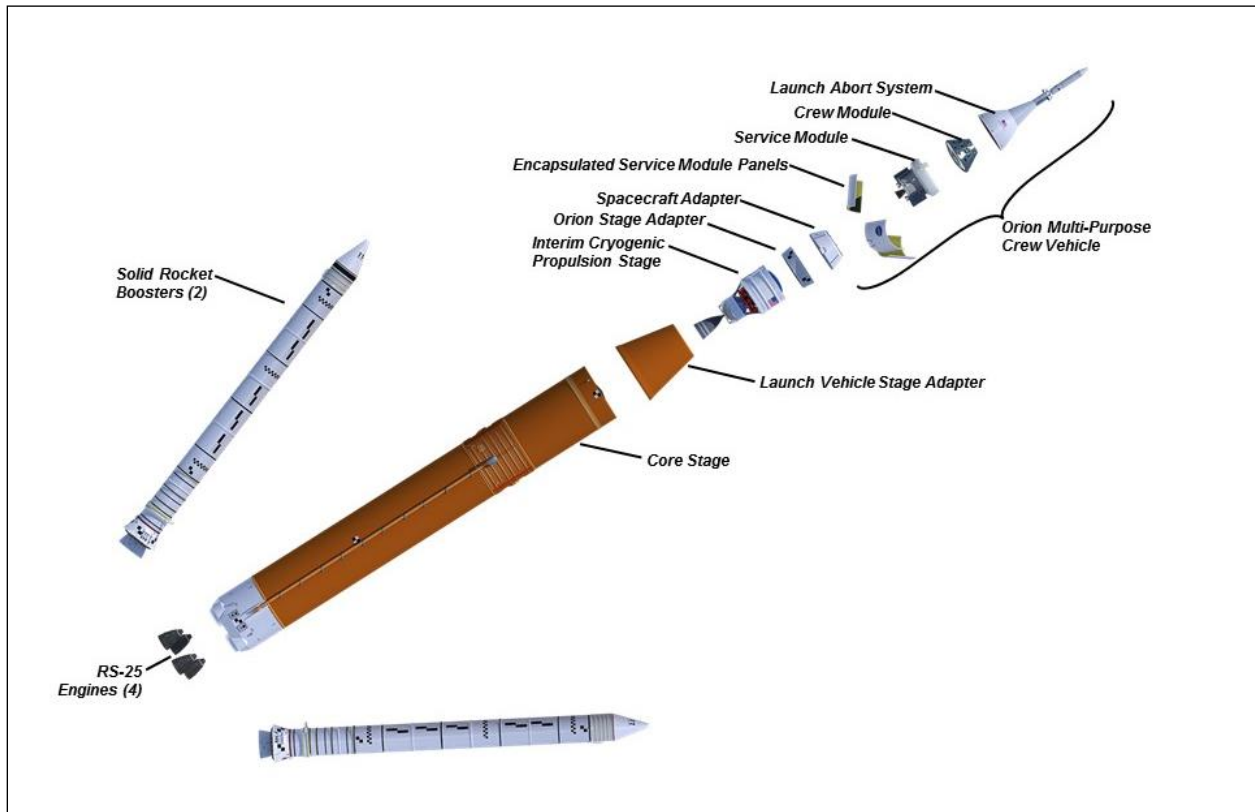 Launch Abort System
Crew Module
Service Module
Encapsulated Service Module Panels
Spacecraft Adapter
Orion Stage Adapter
Interim Cryogenic
Propulsion Stage
Orion Multi-Purpose
Crew Vehicle
Solid Rocket
Boosters (2)
Launch Vehicle Stage Adapter
Core Stage
RS-25
Engines (4)